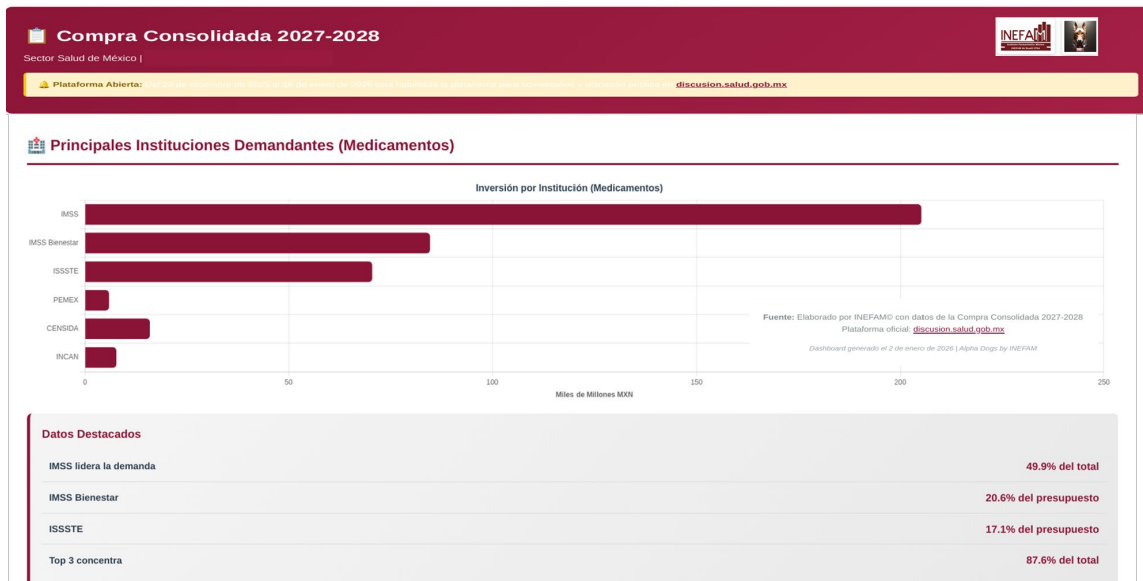 Compra Consolidada 2027-2028
INEFAM
Sector Salud de México |
Plataforma Abierta: discusion.salud.gob.mx
Principales Instituciones Demandantes (Medicamentos)
Inversión por Institución (Medicamentos)
IMSS
IMSS Bienestar
ISSSTE
PEMEX
CENSIDA
INCAN
Fuente: Elaborado por INEFAM© con datos de la Compra Consolidada 2027-2028
Plataforma oficial: discusion.salud.gob.mx
Dashboard generado el 2 de enero de 2026 | Alpha Dogs by INEFAM
0 50 100 150 200 250
Miles de Millones MXN
Datos Destacados
IMSS lidera la demanda 49.9% del total
IMSS Bienestar 20.6% del presupuesto
ISSSTE 17.1% del presupuesto
Top 3 concentra 87.6% del total